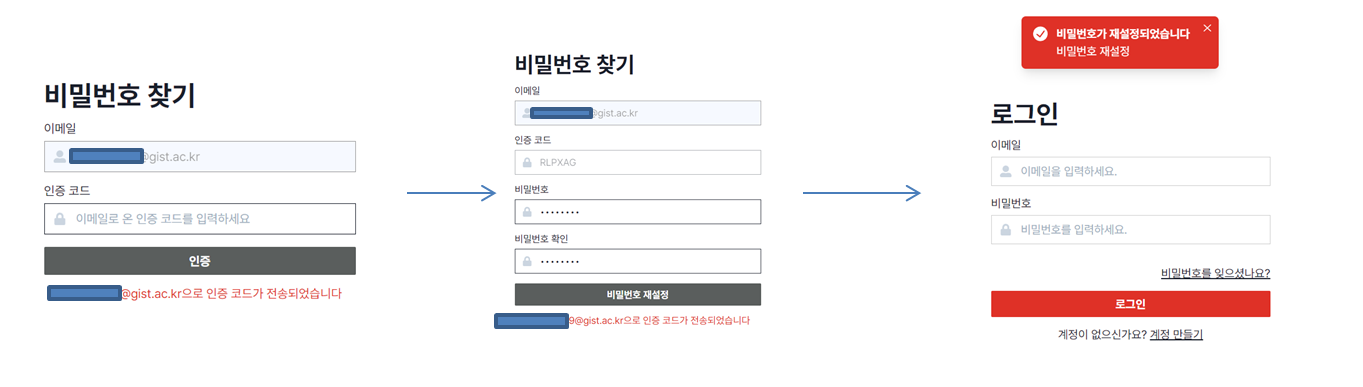 비밀번호 찾기
이메일
@gist.ac.kr
인증 코드
이메일로 온 인증 코드를 입력하세요
인증
@gist.ac.kr으로 인증 코드가 전송되었습니다
비밀번호 찾기
이메일
@gist.ac.kr
인증 코드
RLPXAG
비밀번호
••••••••
비밀번호 확인
••••••••
비밀번호 재설정
9@gist.ac.kr으로 인증 코드가 전송되었습니다
비밀번호가 재설정되었습니다
비밀번호 재설정
로그인
이메일
이메일을 입력하세요.
비밀번호
비밀번호를 입력하세요.
비밀번호를 잊으셨나요?
로그인
계정이 없으신가요? 계정 만들기